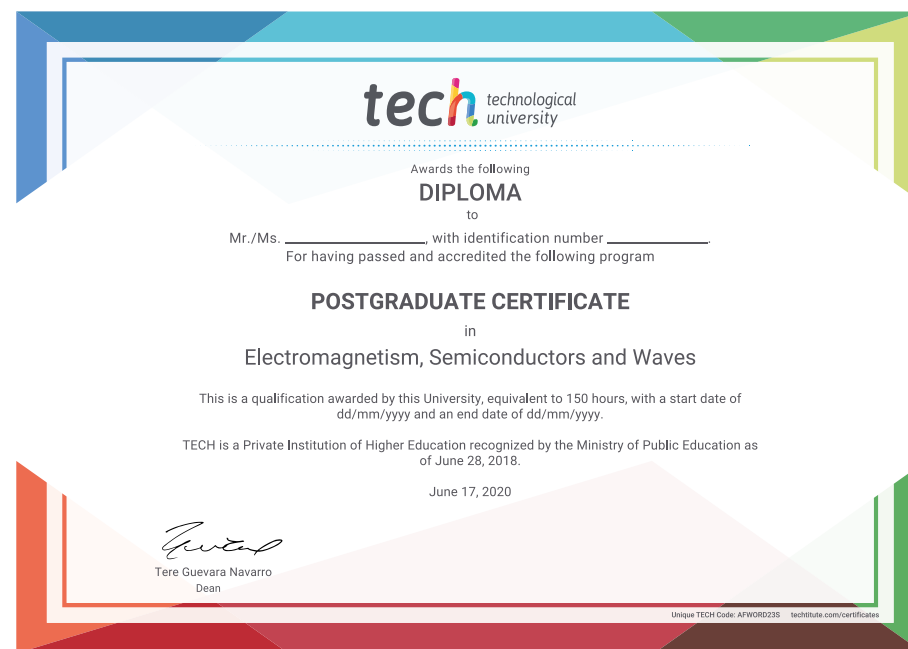 tech technological
university
Awards the following
DIPLOMA
to
Mr./Ms. ____________________, with identification number ______________.
For having passed and accredited the following program
POSTGRADUATE CERTIFICATE
in
Electromagnetism, Semiconductors and Waves
This is a qualification awarded by this University, equivalent to 150 hours, with a start date of
dd/mm/yyyy and an end date of dd/mm/yyyy.
TECH is a Private Institution of Higher Education recognized by the Ministry of Public Education as
of June 28, 2018.
June 17, 2020
Tere Guevara Navarro
Dean
Unique TECH Code: AFWORD23S techtitute.com/certificates